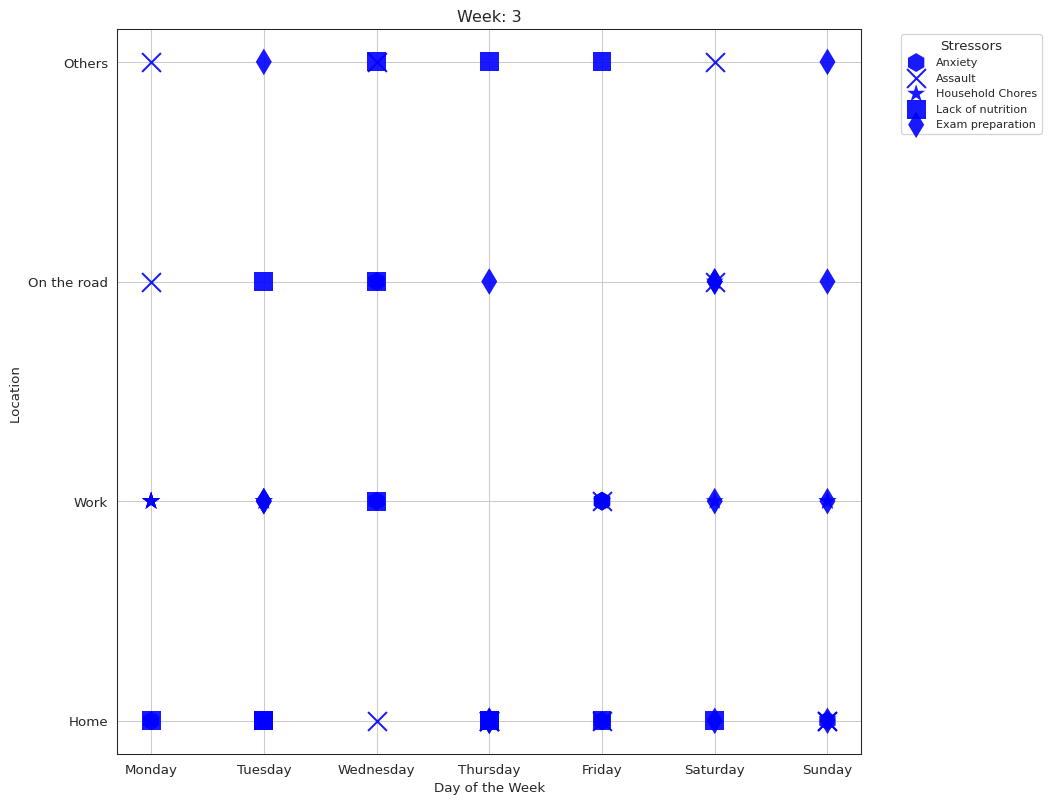 Week: 3
Stressors
Anxiety
Assault
Household Chores
Lack of nutrition
Exam preparation
Others
On the road
Work
Home
Location
Monday
Tuesday
Wednesday
Thursday
Friday
Saturday
Sunday
Day of the Week